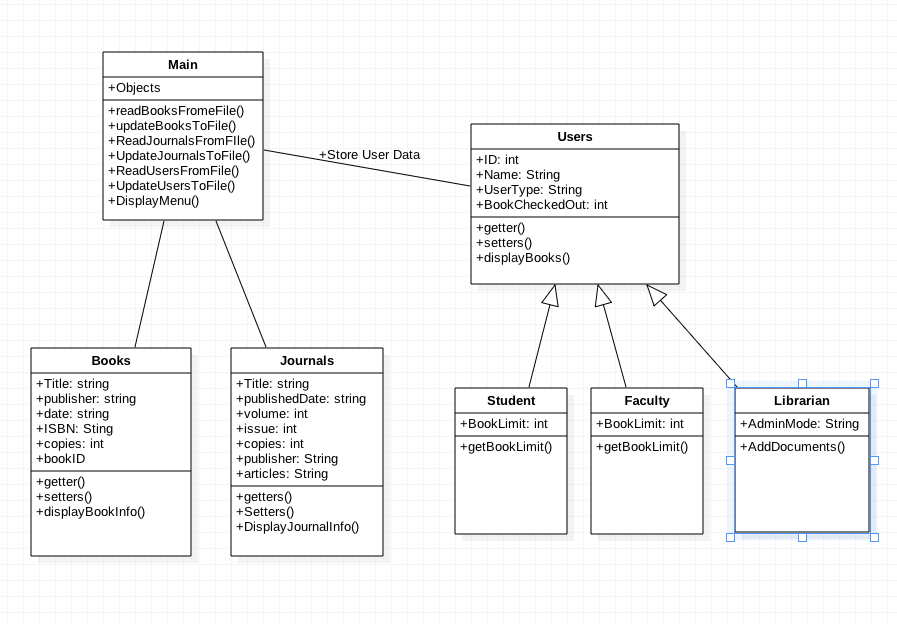 Main
+Objects
+readBooksFromeFile()
+updateBooksToFile()
+ReadJournalsFromFIle()
+UpdateJournalsToFile()
+ReadUsersFromFile()
+UpdateUsersToFile()
+DisplayMenu()
+Store User Data
Users
+ID: int
+Name: String
+UserType: String
+BookCheckedOut: int
+getter()
+setters()
+displayBooks()
Books
+Title: string
+publisher: string
+date: string
+ISBN: Sting
+copies: int
+bookID
+getter()
+setters()
+displayBookInfo()
Journals
+Title: string
+publishedDate: string
+volume: int
+issue: int
+copies: int
+publisher: String
+articles: String
+getters()
+Setters()
+DisplayJournalInfo()
Student
+BookLimit: int
+getBookLimit()
Faculty
+BookLimit: int
+getBookLimit()
Librarian
+AdminMode: String
+AddDocuments()